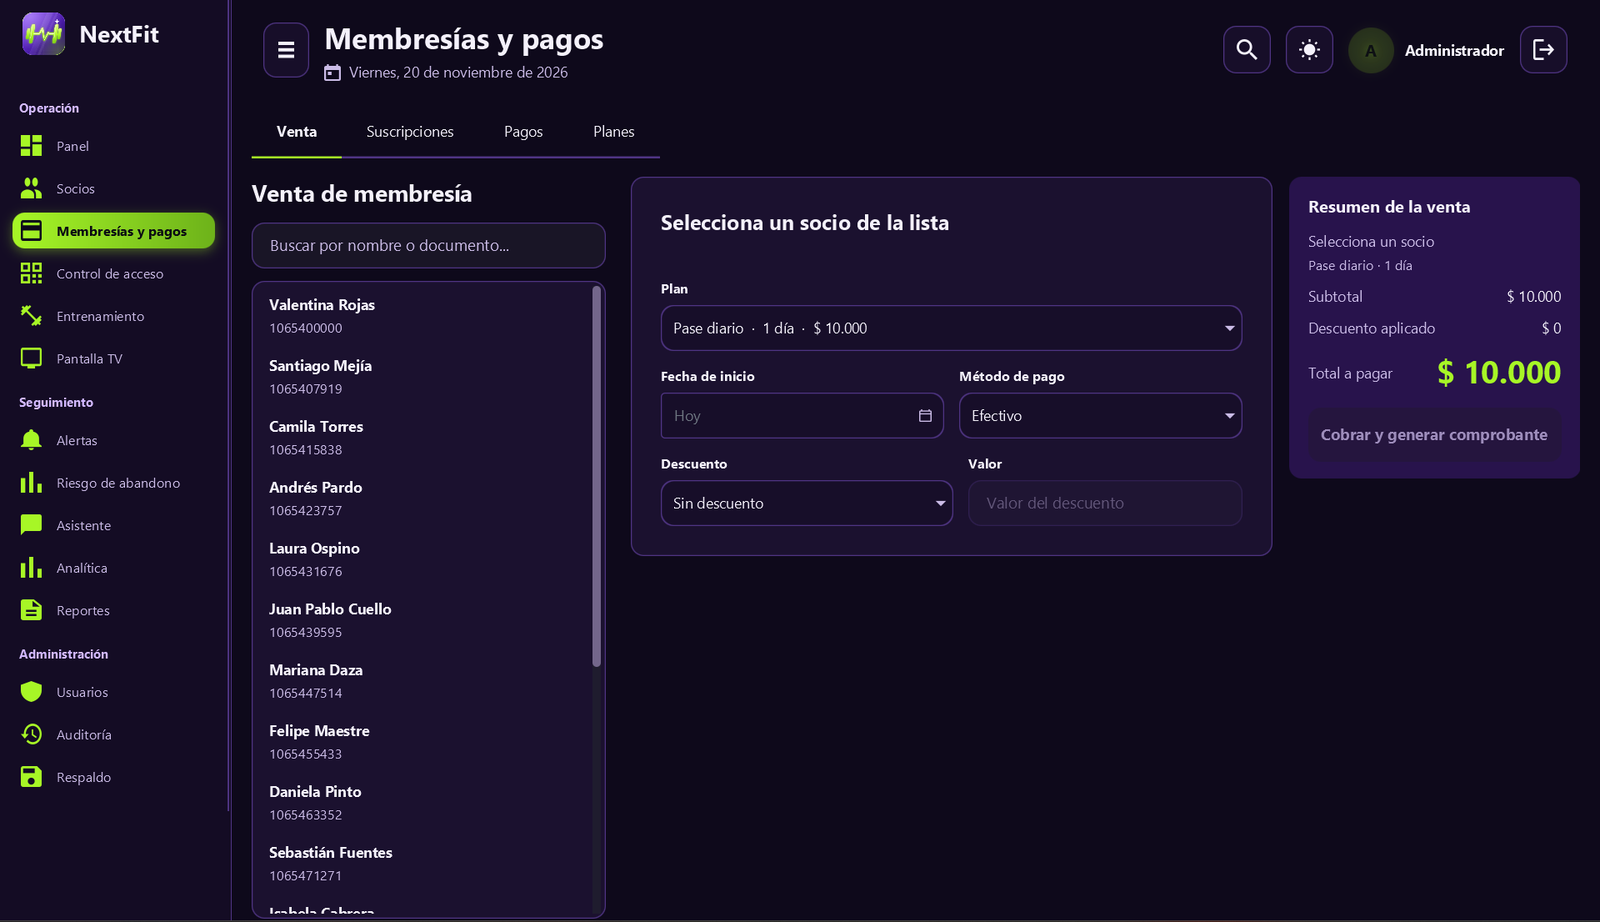 NextFit
Operación
Panel
Socios
Membresías y pagos
Control de acceso
Entrenamiento
Pantalla TV
Seguimiento
Alertas
Riesgo de abandono
Asistente
Analítica
Reportes
Administración
Usuarios
Auditoría
Respaldo
Membresías y pagos
Viernes, 20 de noviembre de 2026
A
Administrador
Venta
Suscripciones
Pagos
Planes
Venta de membresía
Buscar por nombre o documento...
Valentina Rojas
1065400000
Santiago Mejía
1065407919
Camila Torres
1065415838
Andrés Pardo
1065423757
Laura Ospino
1065431676
Juan Pablo Cuello
1065439595
Mariana Daza
1065447514
Felipe Maestre
1065455433
Daniela Pinto
1065463352
Sebastián Fuentes
1065471271
Isabela Cabrera
Selecciona un socio de la lista
Plan
Pase diario · 1 día · $ 10.000
Fecha de inicio
Método de pago
Hoy
Efectivo
Descuento
Valor
Sin descuento
Valor del descuento
Resumen de la venta
Selecciona un socio
Pase diario · 1 día
Subtotal $ 10.000
Descuento aplicado $ 0
Total a pagar $ 10.000
Cobrar y generar comprobante